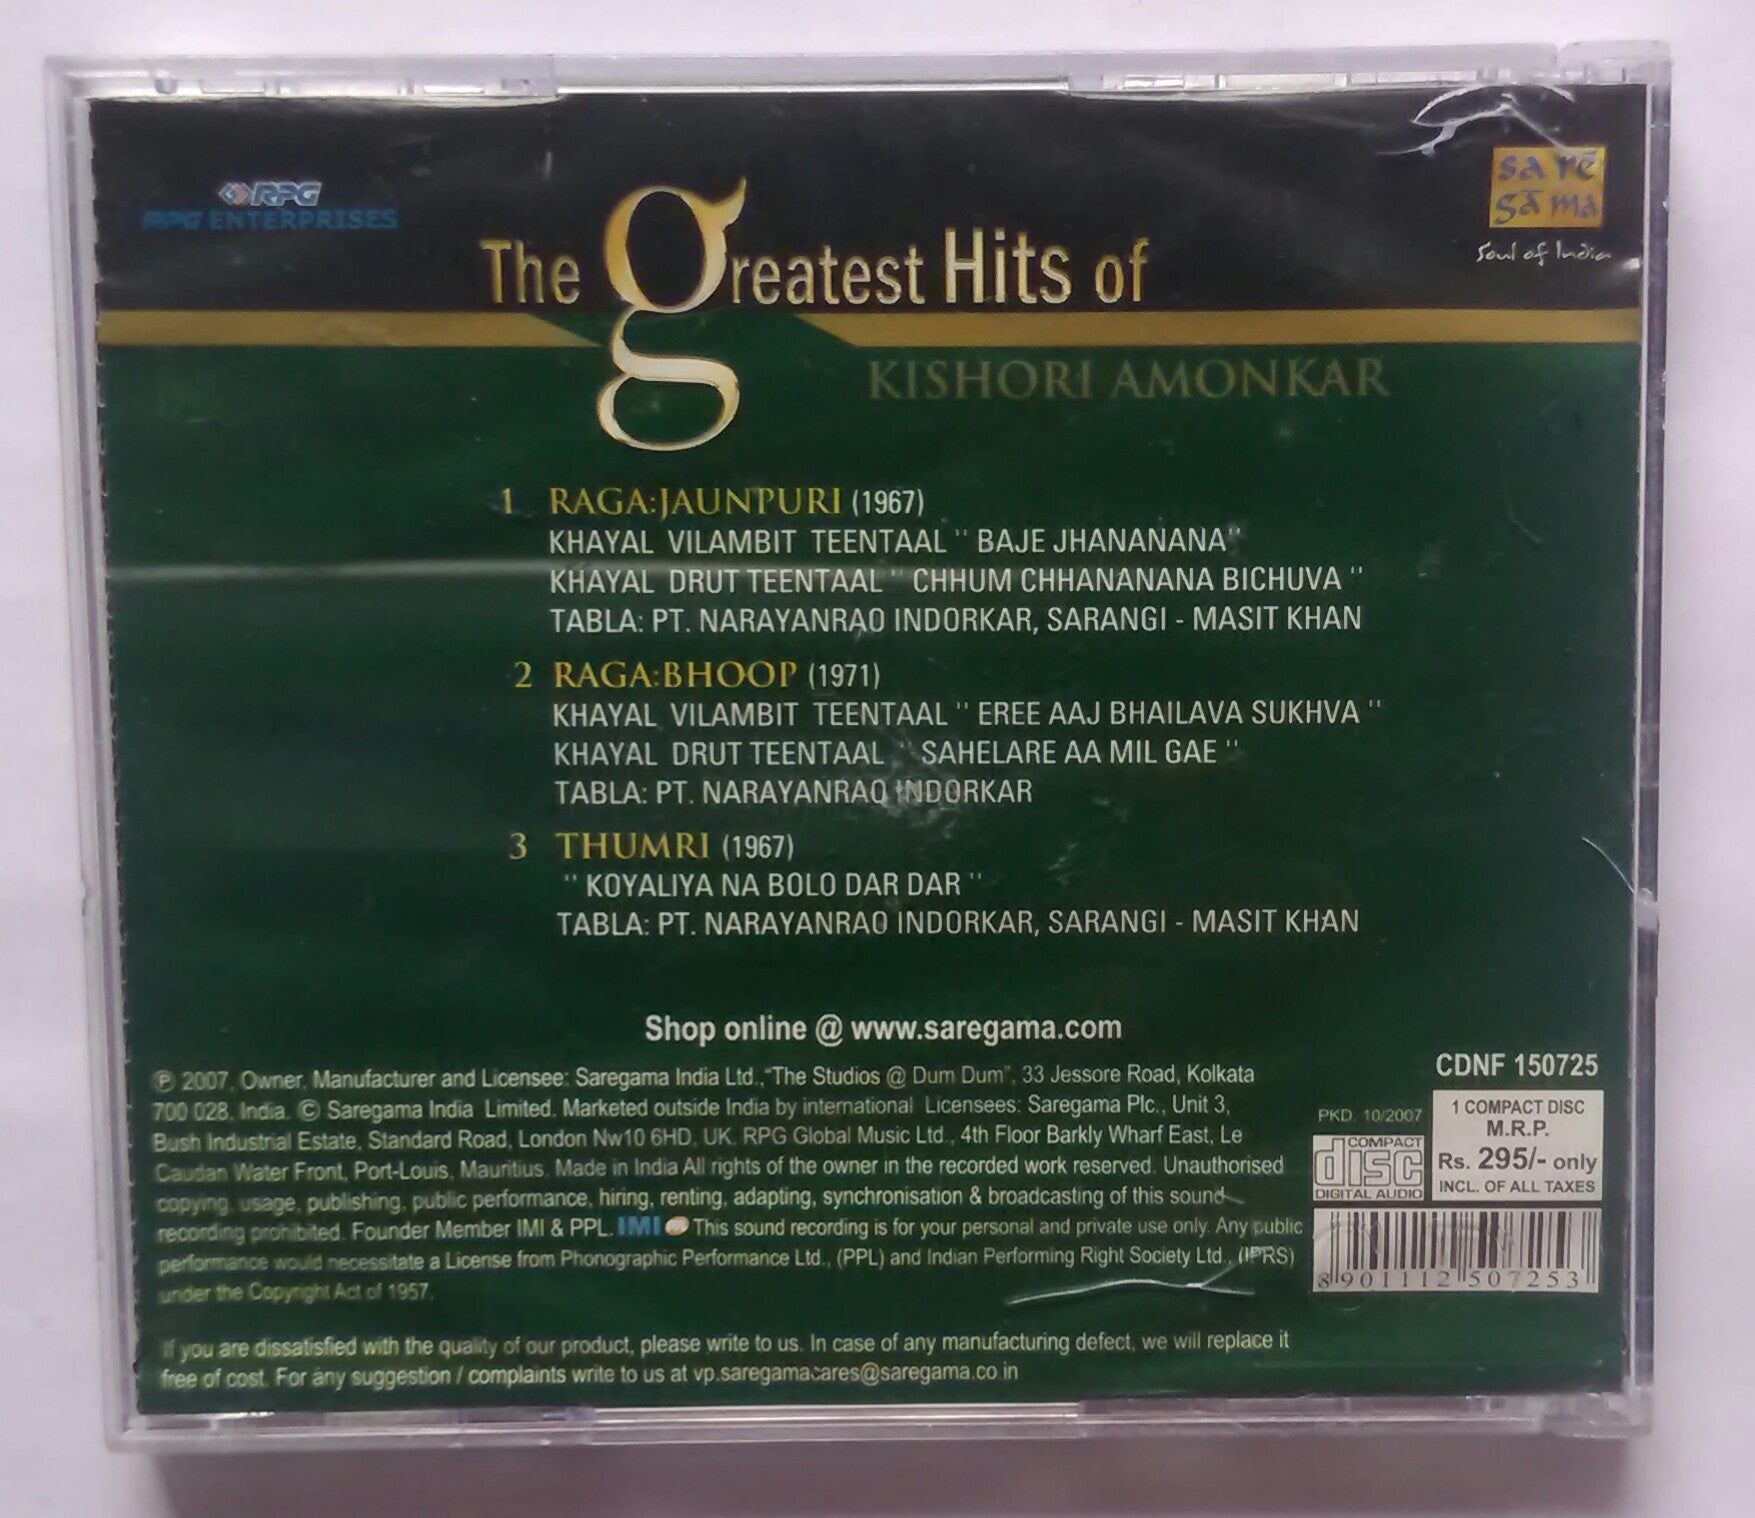 RPG
RPG ENTERPRISES
sa rē
gā ma
Soul of India
The greatest Hits of
KISHORI AMONKAR
1 RAGA:JAUNPURI (1967)
KHAYAL VILAMBIT TEENTAAL " BAJE JHANANANA"
KHAYAL DRUT TEENTAAL " CHHUM CHHANANANA BICHUVA "
TABLA: PT. NARAYANRAO INDORKAR, SARANGI - MASIT KHAN
2 RAGA:BHOOP (1971)
KHAYAL VILAMBIT TEENTAAL " EREE AAJ BHAILAVA SUKHVA "
KHAYAL DRUT TEENTAAL " SAHELARE AA MIL GAE "
TABLA: PT. NARAYANRAO INDORKAR
3 THUMRI (1967)
" KOYALIYA NA BOLO DAR DAR "
TABLA: PT. NARAYANRAO INDORKAR, SARANGI - MASIT KHAN
Shop online @ www.saregama.com
℗ 2007. Owner, Manufacturer and Licensee: Saregama India Ltd.,"The Studios @ Dum Dum", 33 Jessore Road, Kolkata
700 028. India. © Saregama India Limited. Marketed outside India by international Licensees: Saregama Plc., Unit 3,
Bush Industrial Estate, Standard Road, London Nw10 6HD, UK. RPG Global Music Ltd., 4th Floor Barkly Wharf East, Le
Caudan Water Front, Port-Louis, Mauritius. Made in India All rights of the owner in the recorded work reserved. Unauthorised
copying, usage, publishing, public performance, hiring, renting, adapting, synchronisation & broadcasting of this sound
recording prohibited. Founder Member IMI & PPL. IMI This sound recording is for your personal and private use only. Any public
performance would necessitate a License from Phonographic Performance Ltd., (PPL) and Indian Performing Right Society Ltd., (IPRS)
under the Copyright Act of 1957.
If you are dissatisfied with the quality of our product, please write to us. In case of any manufacturing defect, we will replace it
free of cost. For any suggestion / complaints write to us at vp.saregamacares@saregama.co.in
CDNF 150725
PKD. 10/2007
COMPACT
disc
DIGITAL AUDIO
1 COMPACT DISC
M.R.P.
Rs. 295/- only
INCL. OF ALL TAXES
8 901112 507253